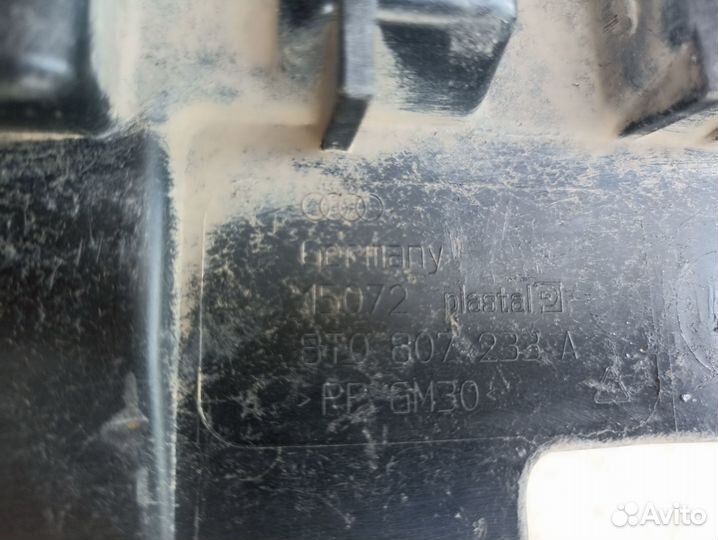 Germany
15072 plastal
8T0 807 233 A
>PP GM30<
Avito